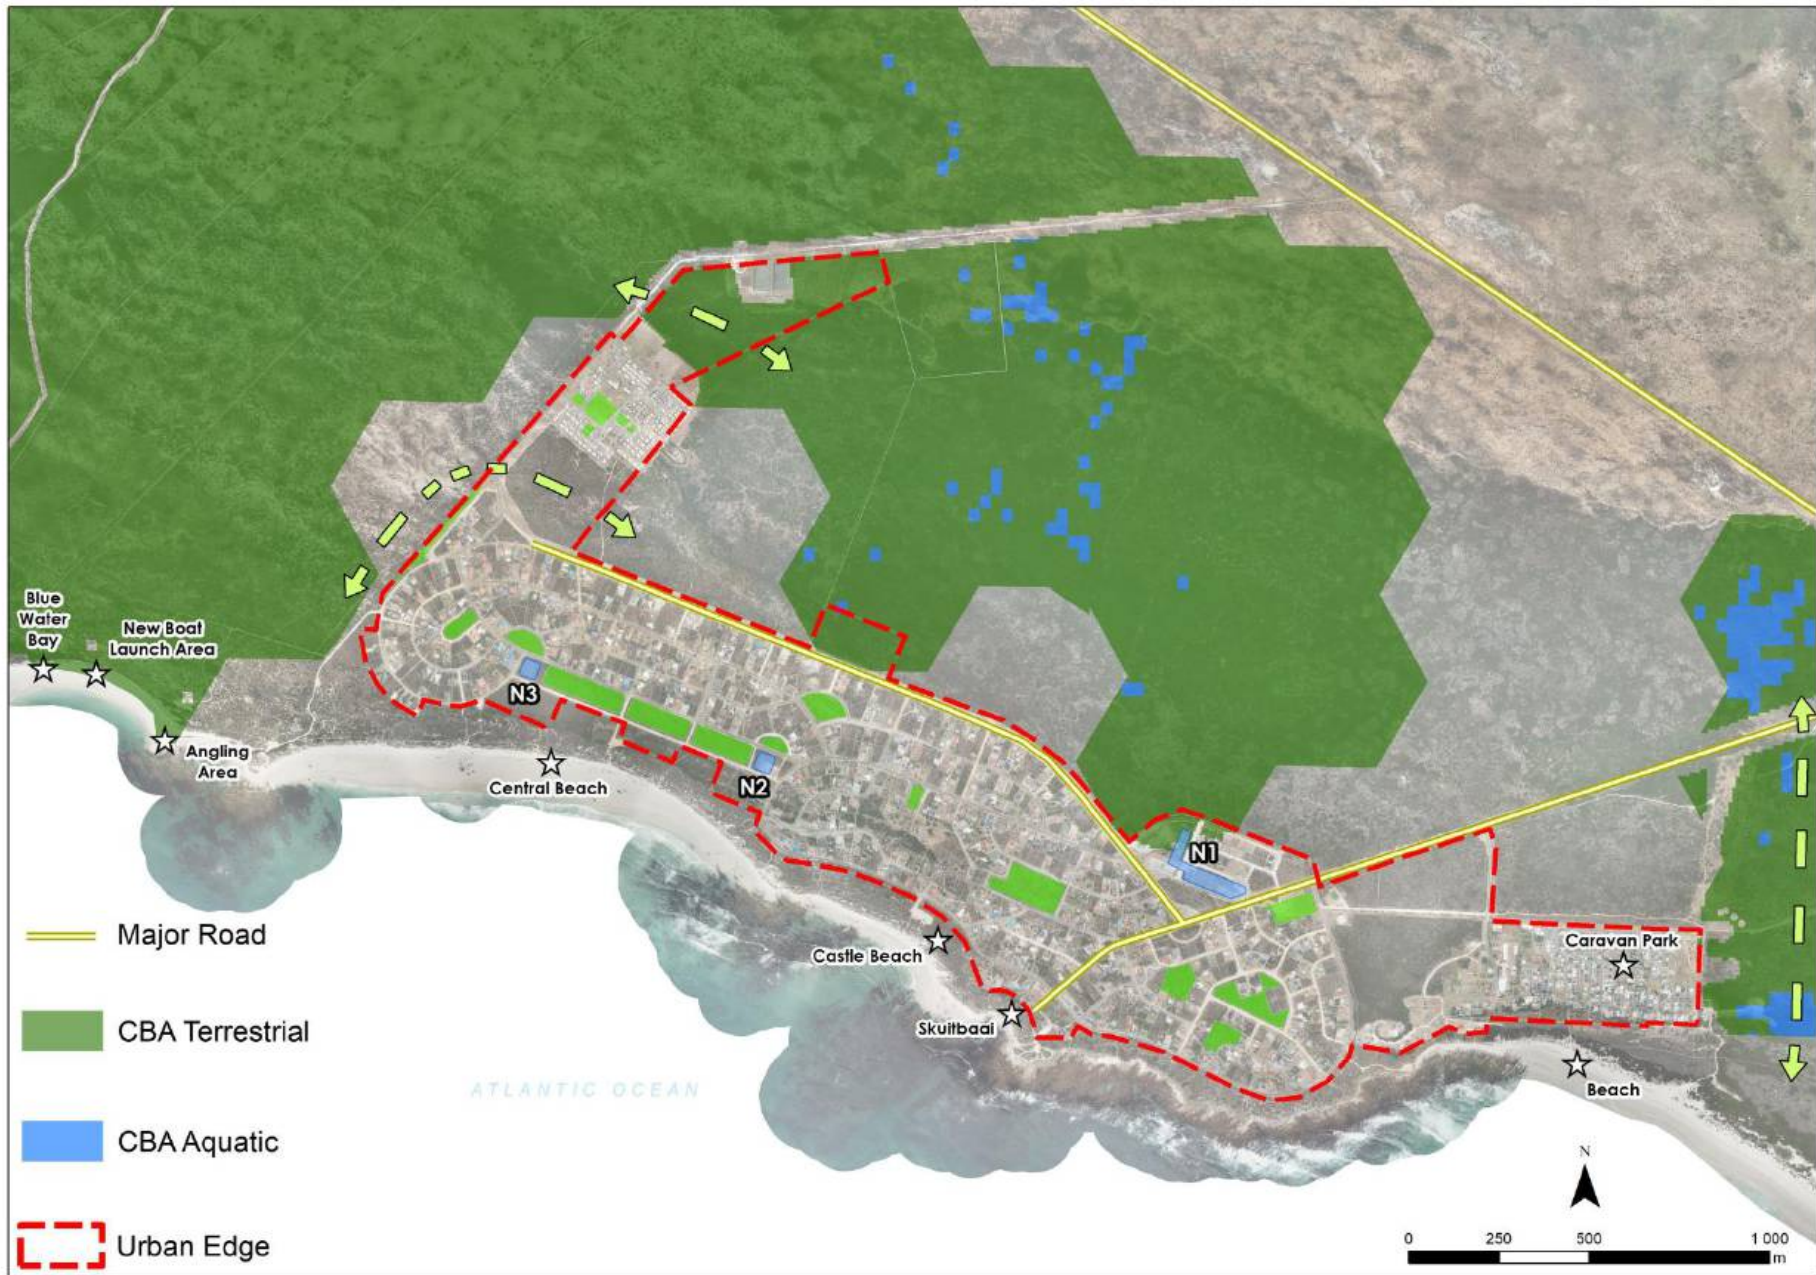 Blue
Water
Bay
New Boat
Launch Area
N3
Angling
Area
Central Beach
N2
N1
Major Road
Castle Beach
Caravan Park
CBA Terrestrial
Skuitbaai
ATLANTIC OCEAN
Beach
CBA Aquatic
N
Urban Edge
0 250 500 1 000
m